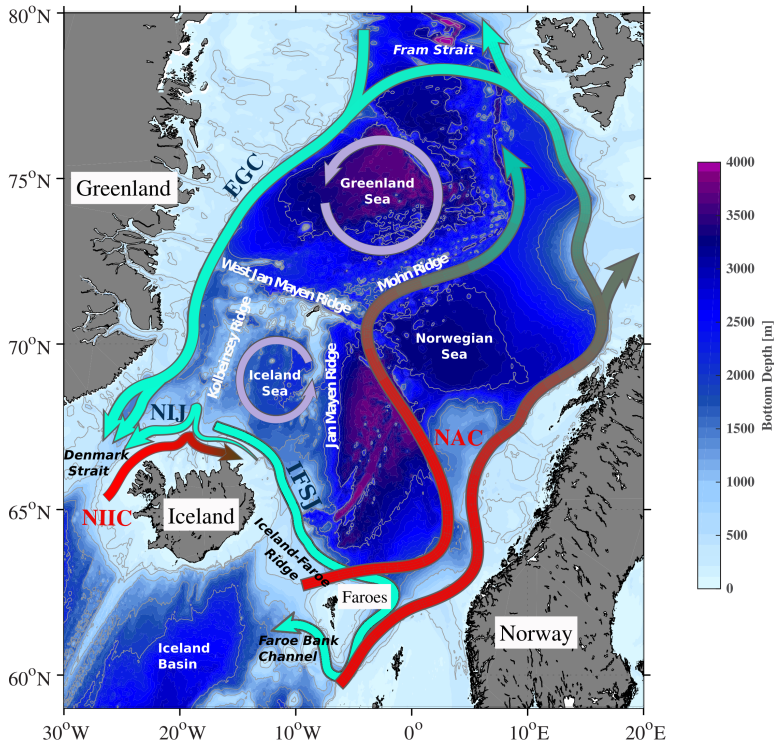 80°N
75°N
70°N
65°N
60°N
30°W
20°W
10°W
0°
10°E
20°E
Fram Strait
Greenland
EGC
Greenland
Sea
West Jan Mayen Ridge
Mohn Ridge
Kolbeinsey Ridge
Norwegian
Sea
Iceland
Sea
Jan Mayen Ridge
NIJ
NAC
Denmark
Strait
IFSJ
NIIC
Iceland
Iceland-Faroe
Ridge
Faroes
Faroe Bank
Channel
Iceland
Basin
Norway
4000
3500
3000
2500
2000
1500
1000
500
0
Bottom Depth [m]